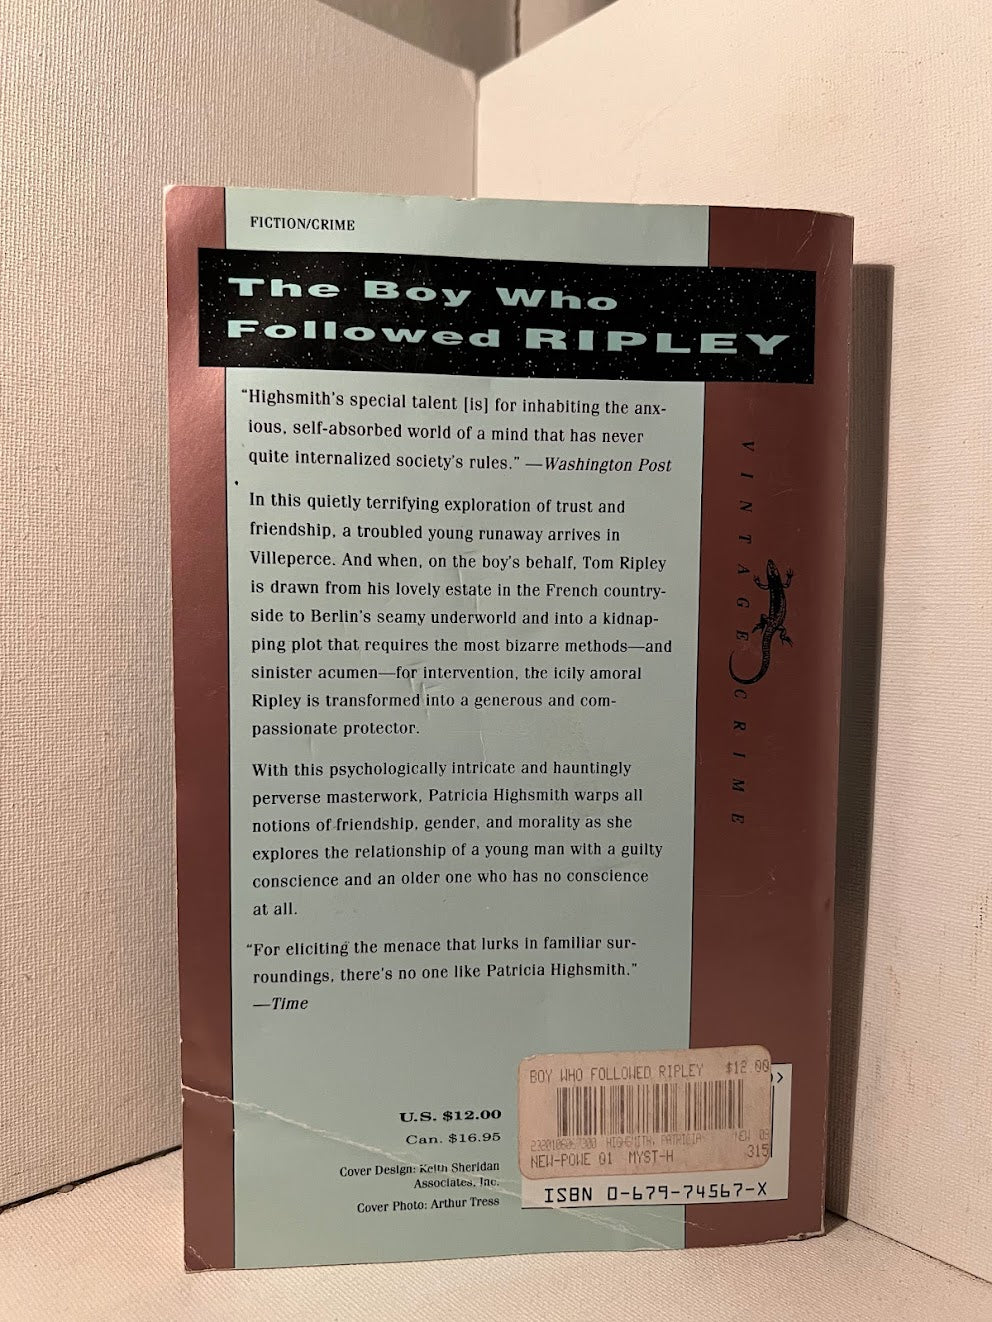 FICTION/CRIME
The Boy Who
Followed RIPLEY
“Highsmith's special talent [is] for inhabiting the anx-
ious, self-absorbed world of a mind that has never
quite internalized society's rules.” —Washington Post
In this quietly terrifying exploration of trust and
friendship, a troubled young runaway arrives in
Villeperce. And when, on the boy's behalf, Tom Ripley
is drawn from his lovely estate in the French country-
side to Berlin's seamy underworld and into a kidnap-
ping plot that requires the most bizarre methods—and
sinister acumen—for intervention, the icily amoral
Ripley is transformed into a generous and com-
passionate protector.
With this psychologically intricate and hauntingly
perverse masterwork, Patricia Highsmith warps all
notions of friendship, gender, and morality as she
explores the relationship of a young man with a guilty
conscience and an older one who has no conscience
at all.
“For eliciting the menace that lurks in familiar sur-
roundings, there's no one like Patricia Highsmith.”
—Time
VINTAGE CRIME
U.S. $12.00
Can. $16.95
Cover Design: Keith Sheridan
Associates, Inc.
Cover Photo: Arthur Tress
BOY WHO FOLLOWED RIPLEY $12.00
HIGHSMITH, PATRICIA
NEW-POWE 01 MYST-H 315
ISBN 0-679-74567-X